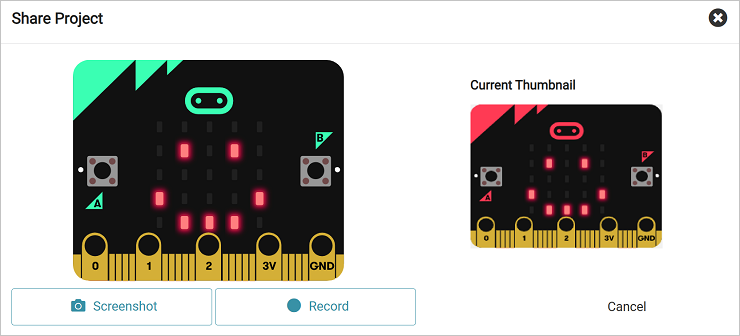 Share Project
B
A
0 1 2 3V GND
Current Thumbnail
B
A
0 1 2 3V GND
Screenshot
Record
Cancel